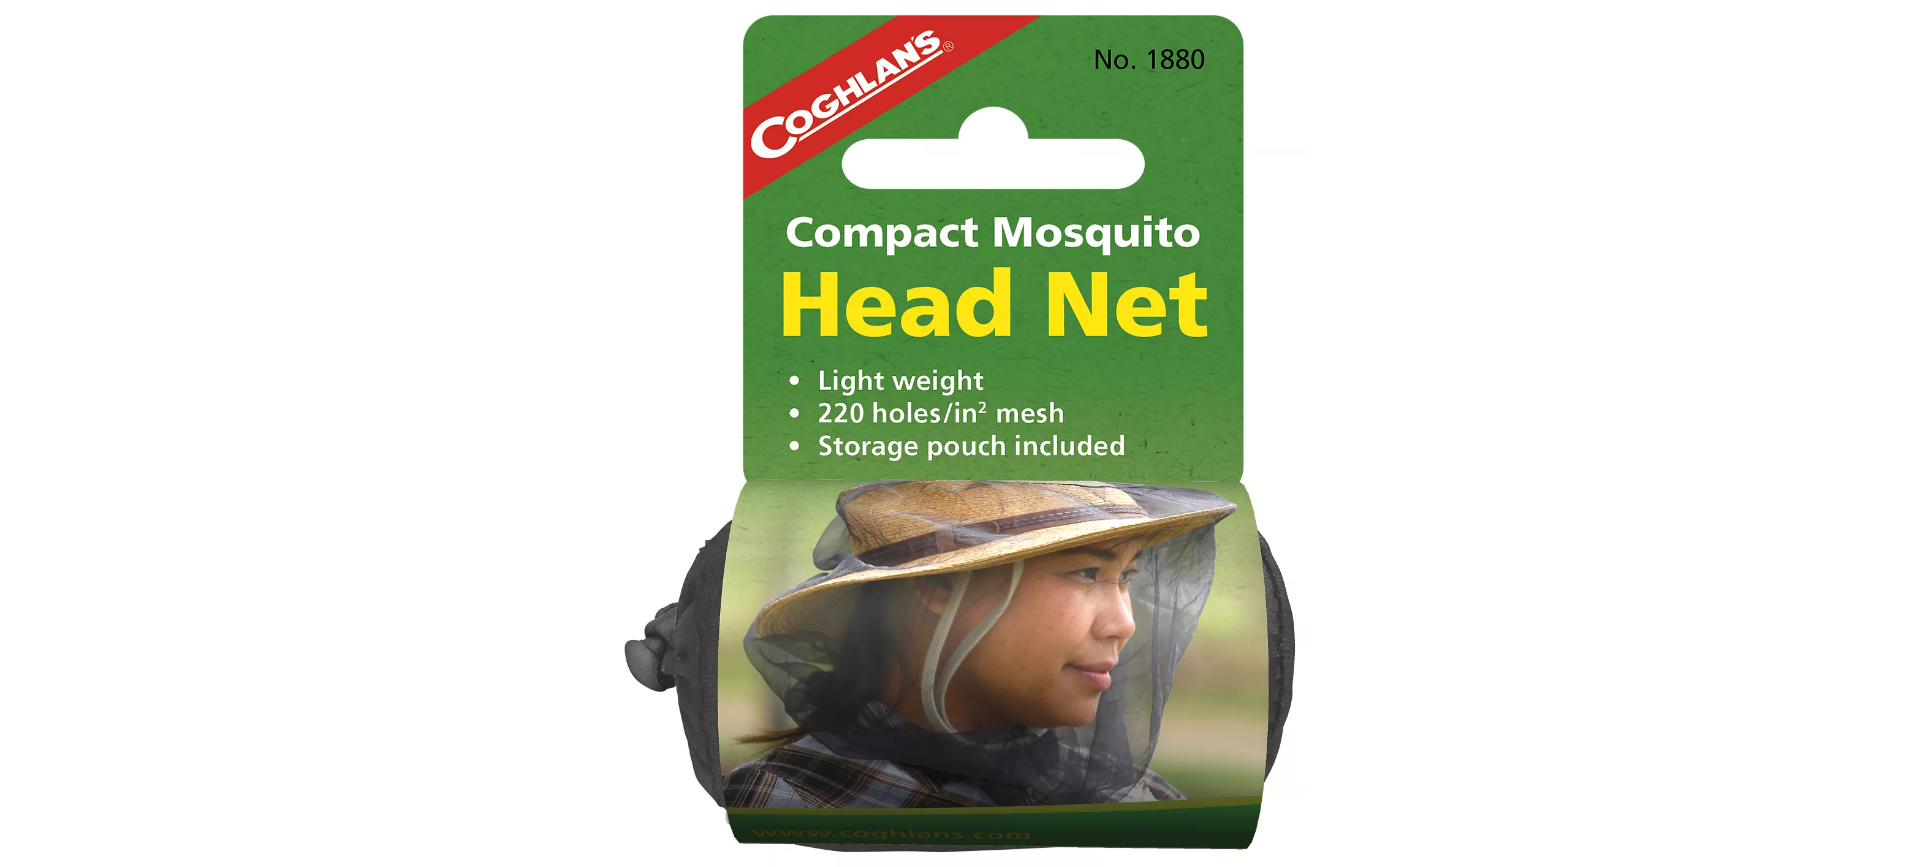 COGHLAN'S®
No. 1880
Compact Mosquito
Head Net
• Light weight
• 220 holes/in² mesh
• Storage pouch included
www.coghlans.com